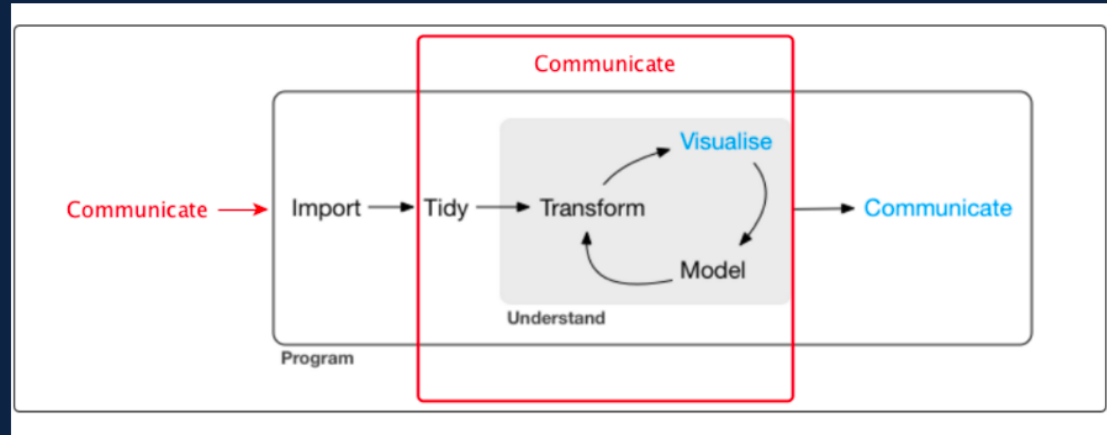 Communicate
Visualise
Communicate
Import
Tidy
Transform
Communicate
Model
Understand
Program